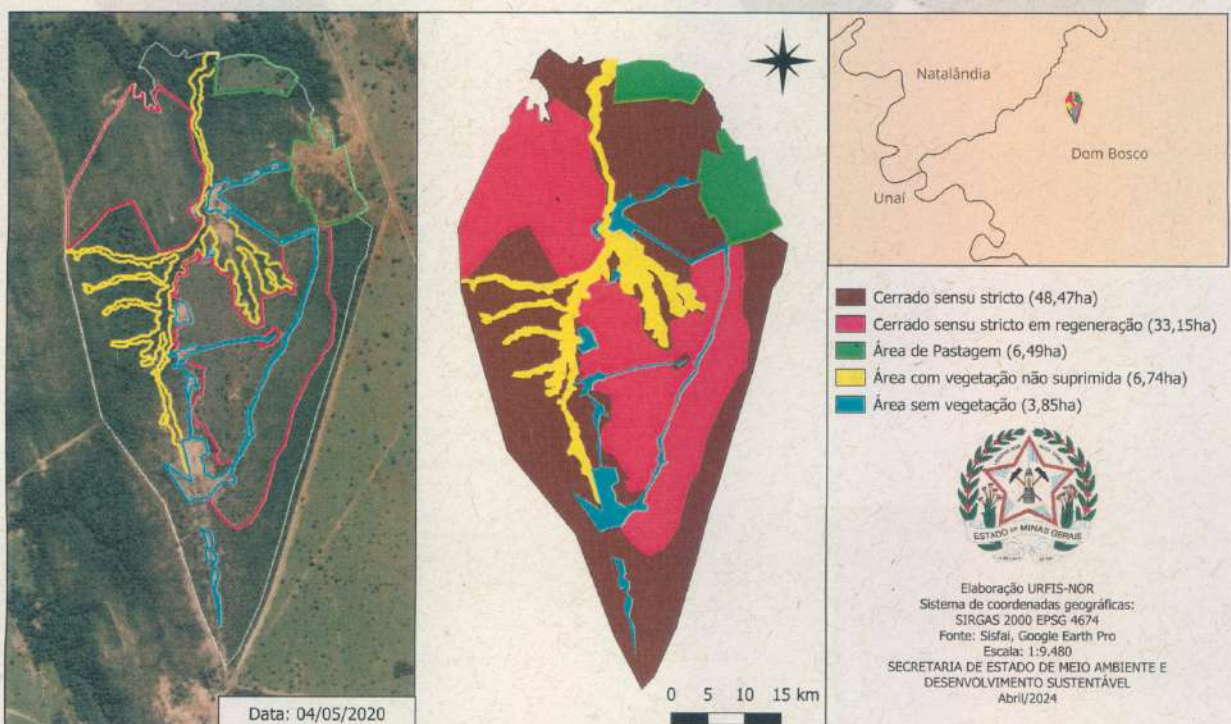 Data: 04/05/2020
0 5 10 15 km
Natalândia
Dom Bosco
Unaí
Cerrado sensu stricto (48,47ha)
Cerrado sensu stricto em regeneração (33,15ha)
Área de Pastagem (6,49ha)
Área com vegetação não suprimida (6,74ha)
Área sem vegetação (3,85ha)
ESTADO DE MINAS GERAIS
Elaboração URFIS-NOR
Sistema de coordenadas geográficas:
SIRGAS 2000 EPSG 4674
Fonte: Sisfai, Google Earth Pro
Escala: 1:9.480
SECRETARIA DE ESTADO DE MEIO AMBIENTE E
DESENVOLVIMENTO SUSTENTÁVEL
Abril/2024